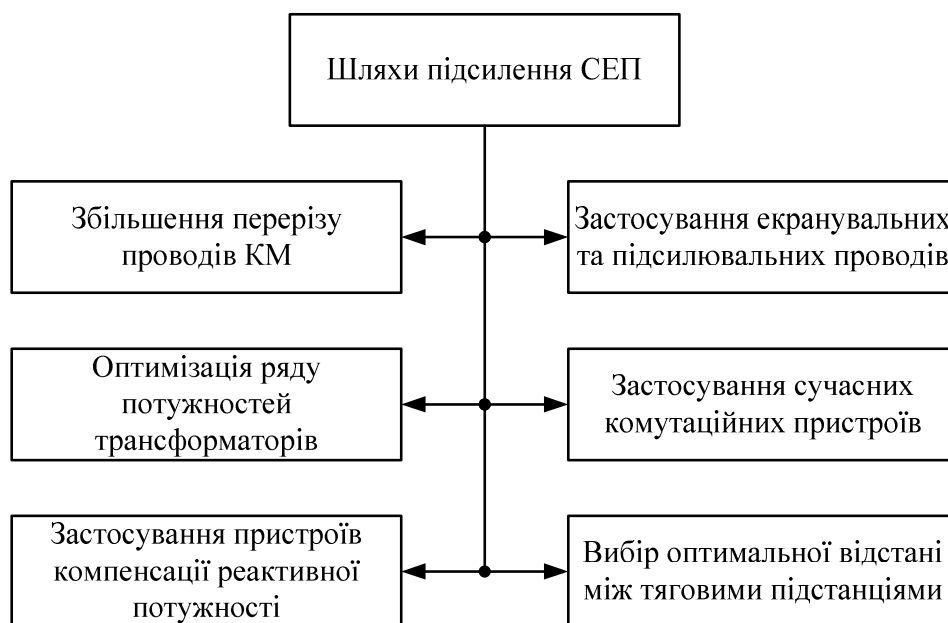 Шляхи підсилення СЕП
Збільшення перерізу
проводів КМ
Застосування екранувальних
та підсилювальних проводів
Оптимізація ряду
потужностей
трансформаторів
Застосування сучасних
комутаційних пристроїв
Застосування пристроїв
компенсації реактивної
потужності
Вибір оптимальної відстані
між тяговими підстанціями